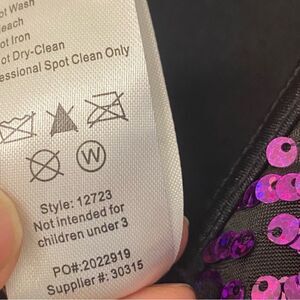 ot Wash
leach
ot Iron
ot Dry-Clean
essional Spot Clean Only
W
Style: 12723
Not intended for
children under 3
PO#:2022919
Supplier #: 30315